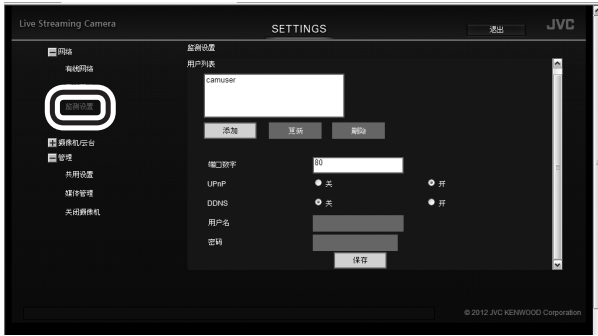 Live Streaming Camera
SETTINGS
退出
JVC
网络
有线网络
监测设置
摄像机/云台
管理
共用设置
媒体管理
关闭摄像机
监测设置
用户列表
camuser
添加
更新
删除
端口数字
80
UPnP
关
开
DDNS
关
开
用户名
密码
保存
© 2012 JVC KENWOOD Corporation